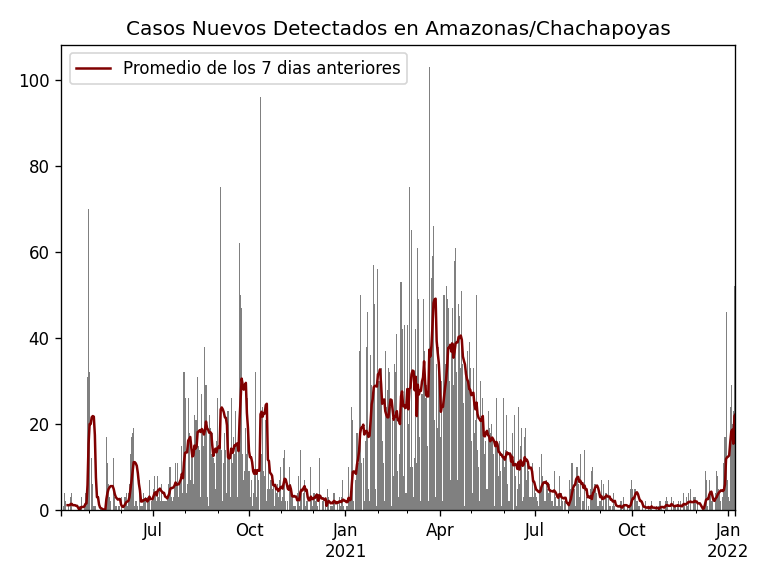 Casos Nuevos Detectados en Amazonas/Chachapoyas
Promedio de los 7 dias anteriores
100
80
60
40
20
0
Jul Oct Jan Apr Jul Oct Jan
2021 2022